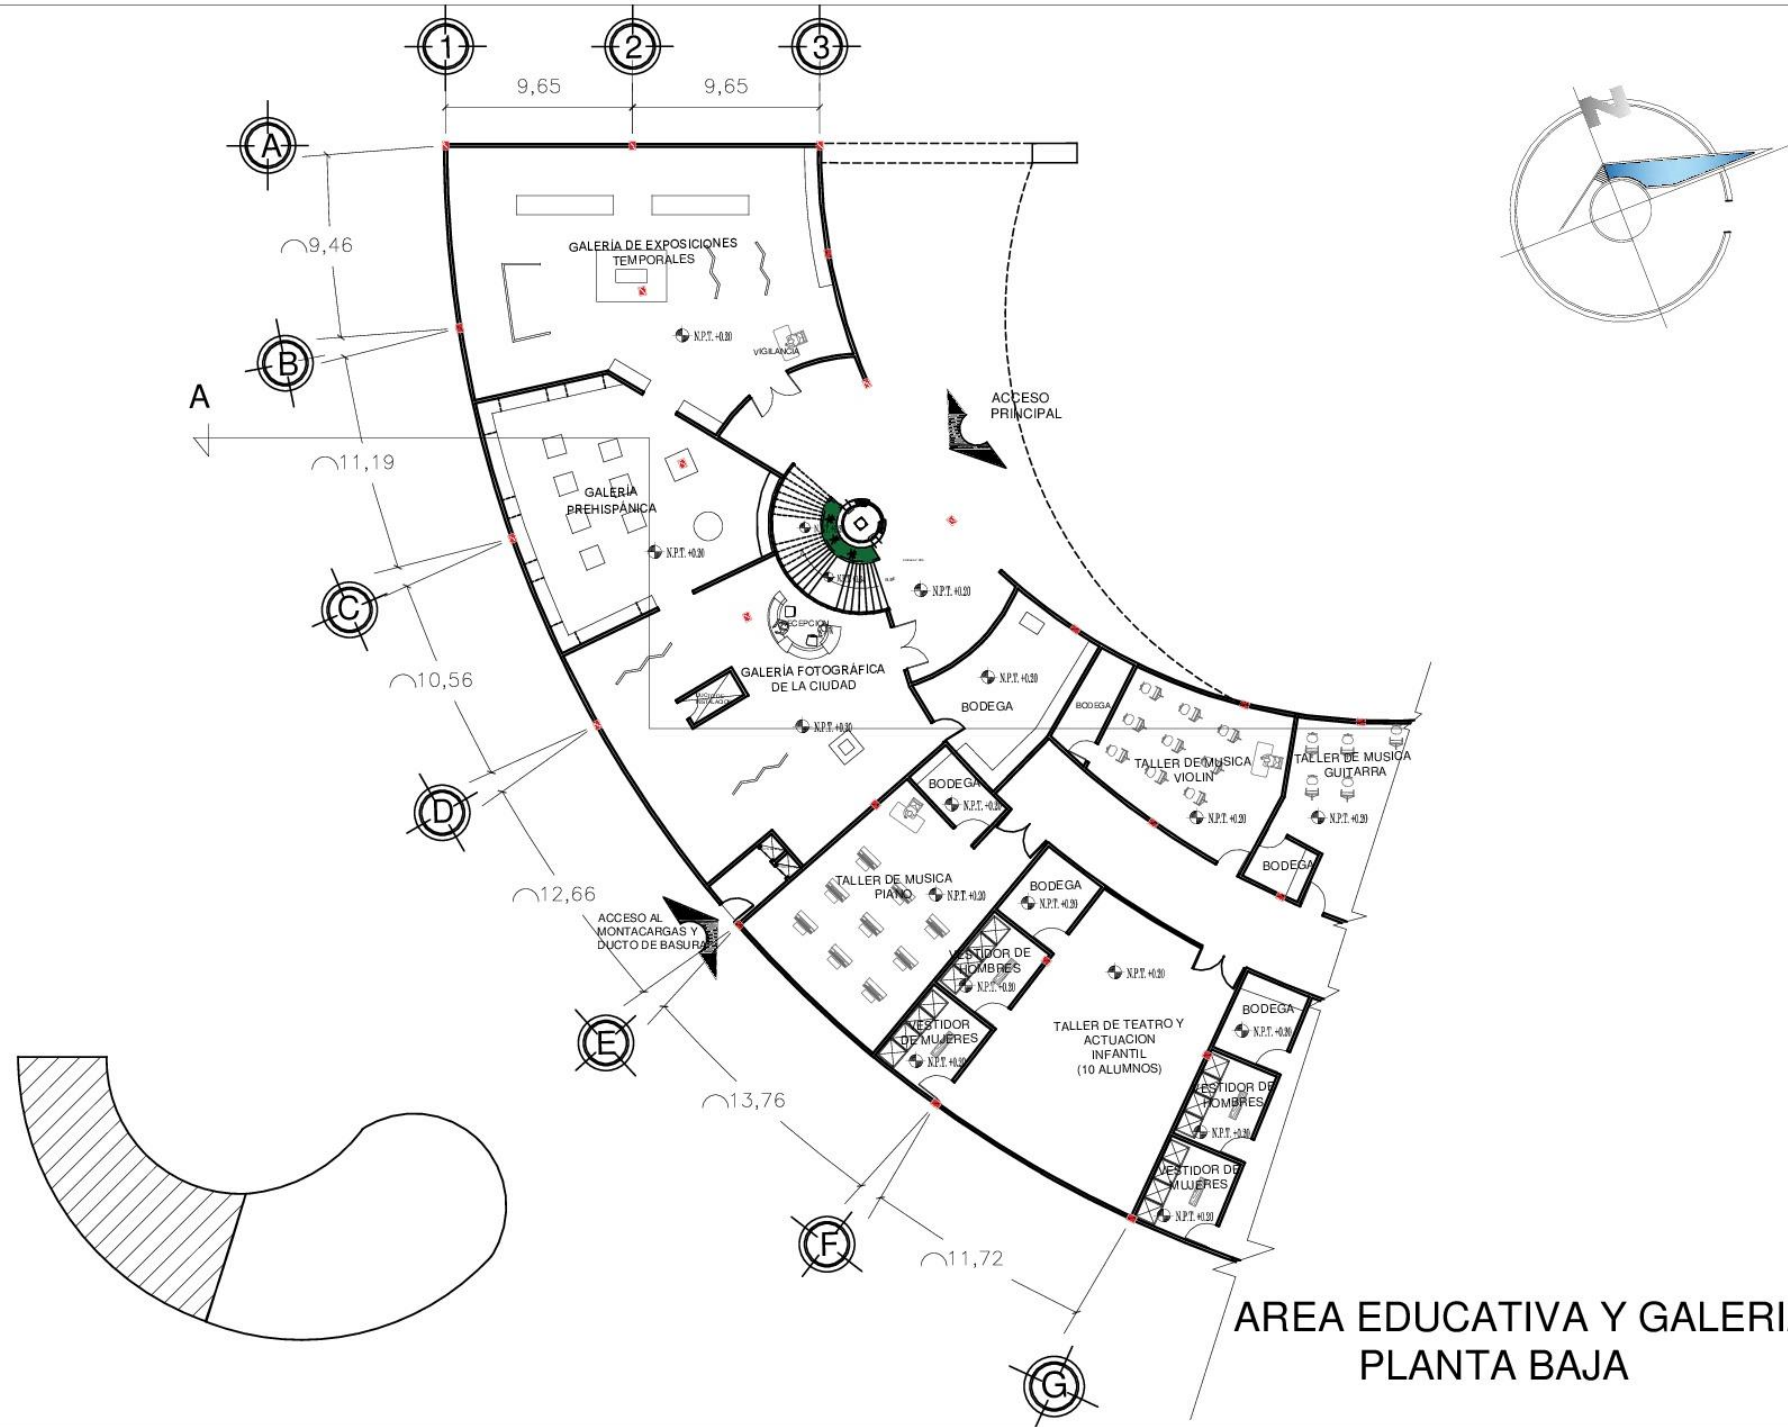 1
2
3
9,65
9,65
N
A
9,46
GALERÍA DE EXPOSICIONES
TEMPORALES
N.P.T. +0.20
VIGILANCIA
B
A
ACCESO
PRINCIPAL
11,19
GALERÍA
PREHISPÁNICA
N.P.T. +0.20
N.P.T. +0.20
C
RECEPCIÓN
10,56
GALERÍA FOTOGRÁFICA
DE LA CIUDAD
N.P.T. +0.20
N.P.T. +0.20
BODEGA
BODEGA
TALLER DE MUSICA
VIOLIN
N.P.T. +0.20
TALLER DE MUSICA
GUITARRA
N.P.T. +0.20
D
BODEGA
N.P.T. +0.20
BODEGA
12,66
TALLER DE MUSICA
PIANO
N.P.T. +0.20
BODEGA
N.P.T. +0.20
ACCESO AL
MONTACARGAS Y
DUCTO DE BASURA
VESTIDOR DE
HOMBRES
N.P.T. +0.20
N.P.T. +0.20
E
VESTIDOR
DE MUJERES
N.P.T. +0.20
TALLER DE TEATRO Y
ACTUACION
INFANTIL
(10 ALUMNOS)
BODEGA
N.P.T. +0.20
13,76
VESTIDOR DE
HOMBRES
N.P.T. +0.20
VESTIDOR DE
MUJERES
N.P.T. +0.20
F
11,72
G
AREA EDUCATIVA Y GALERI
PLANTA BAJA